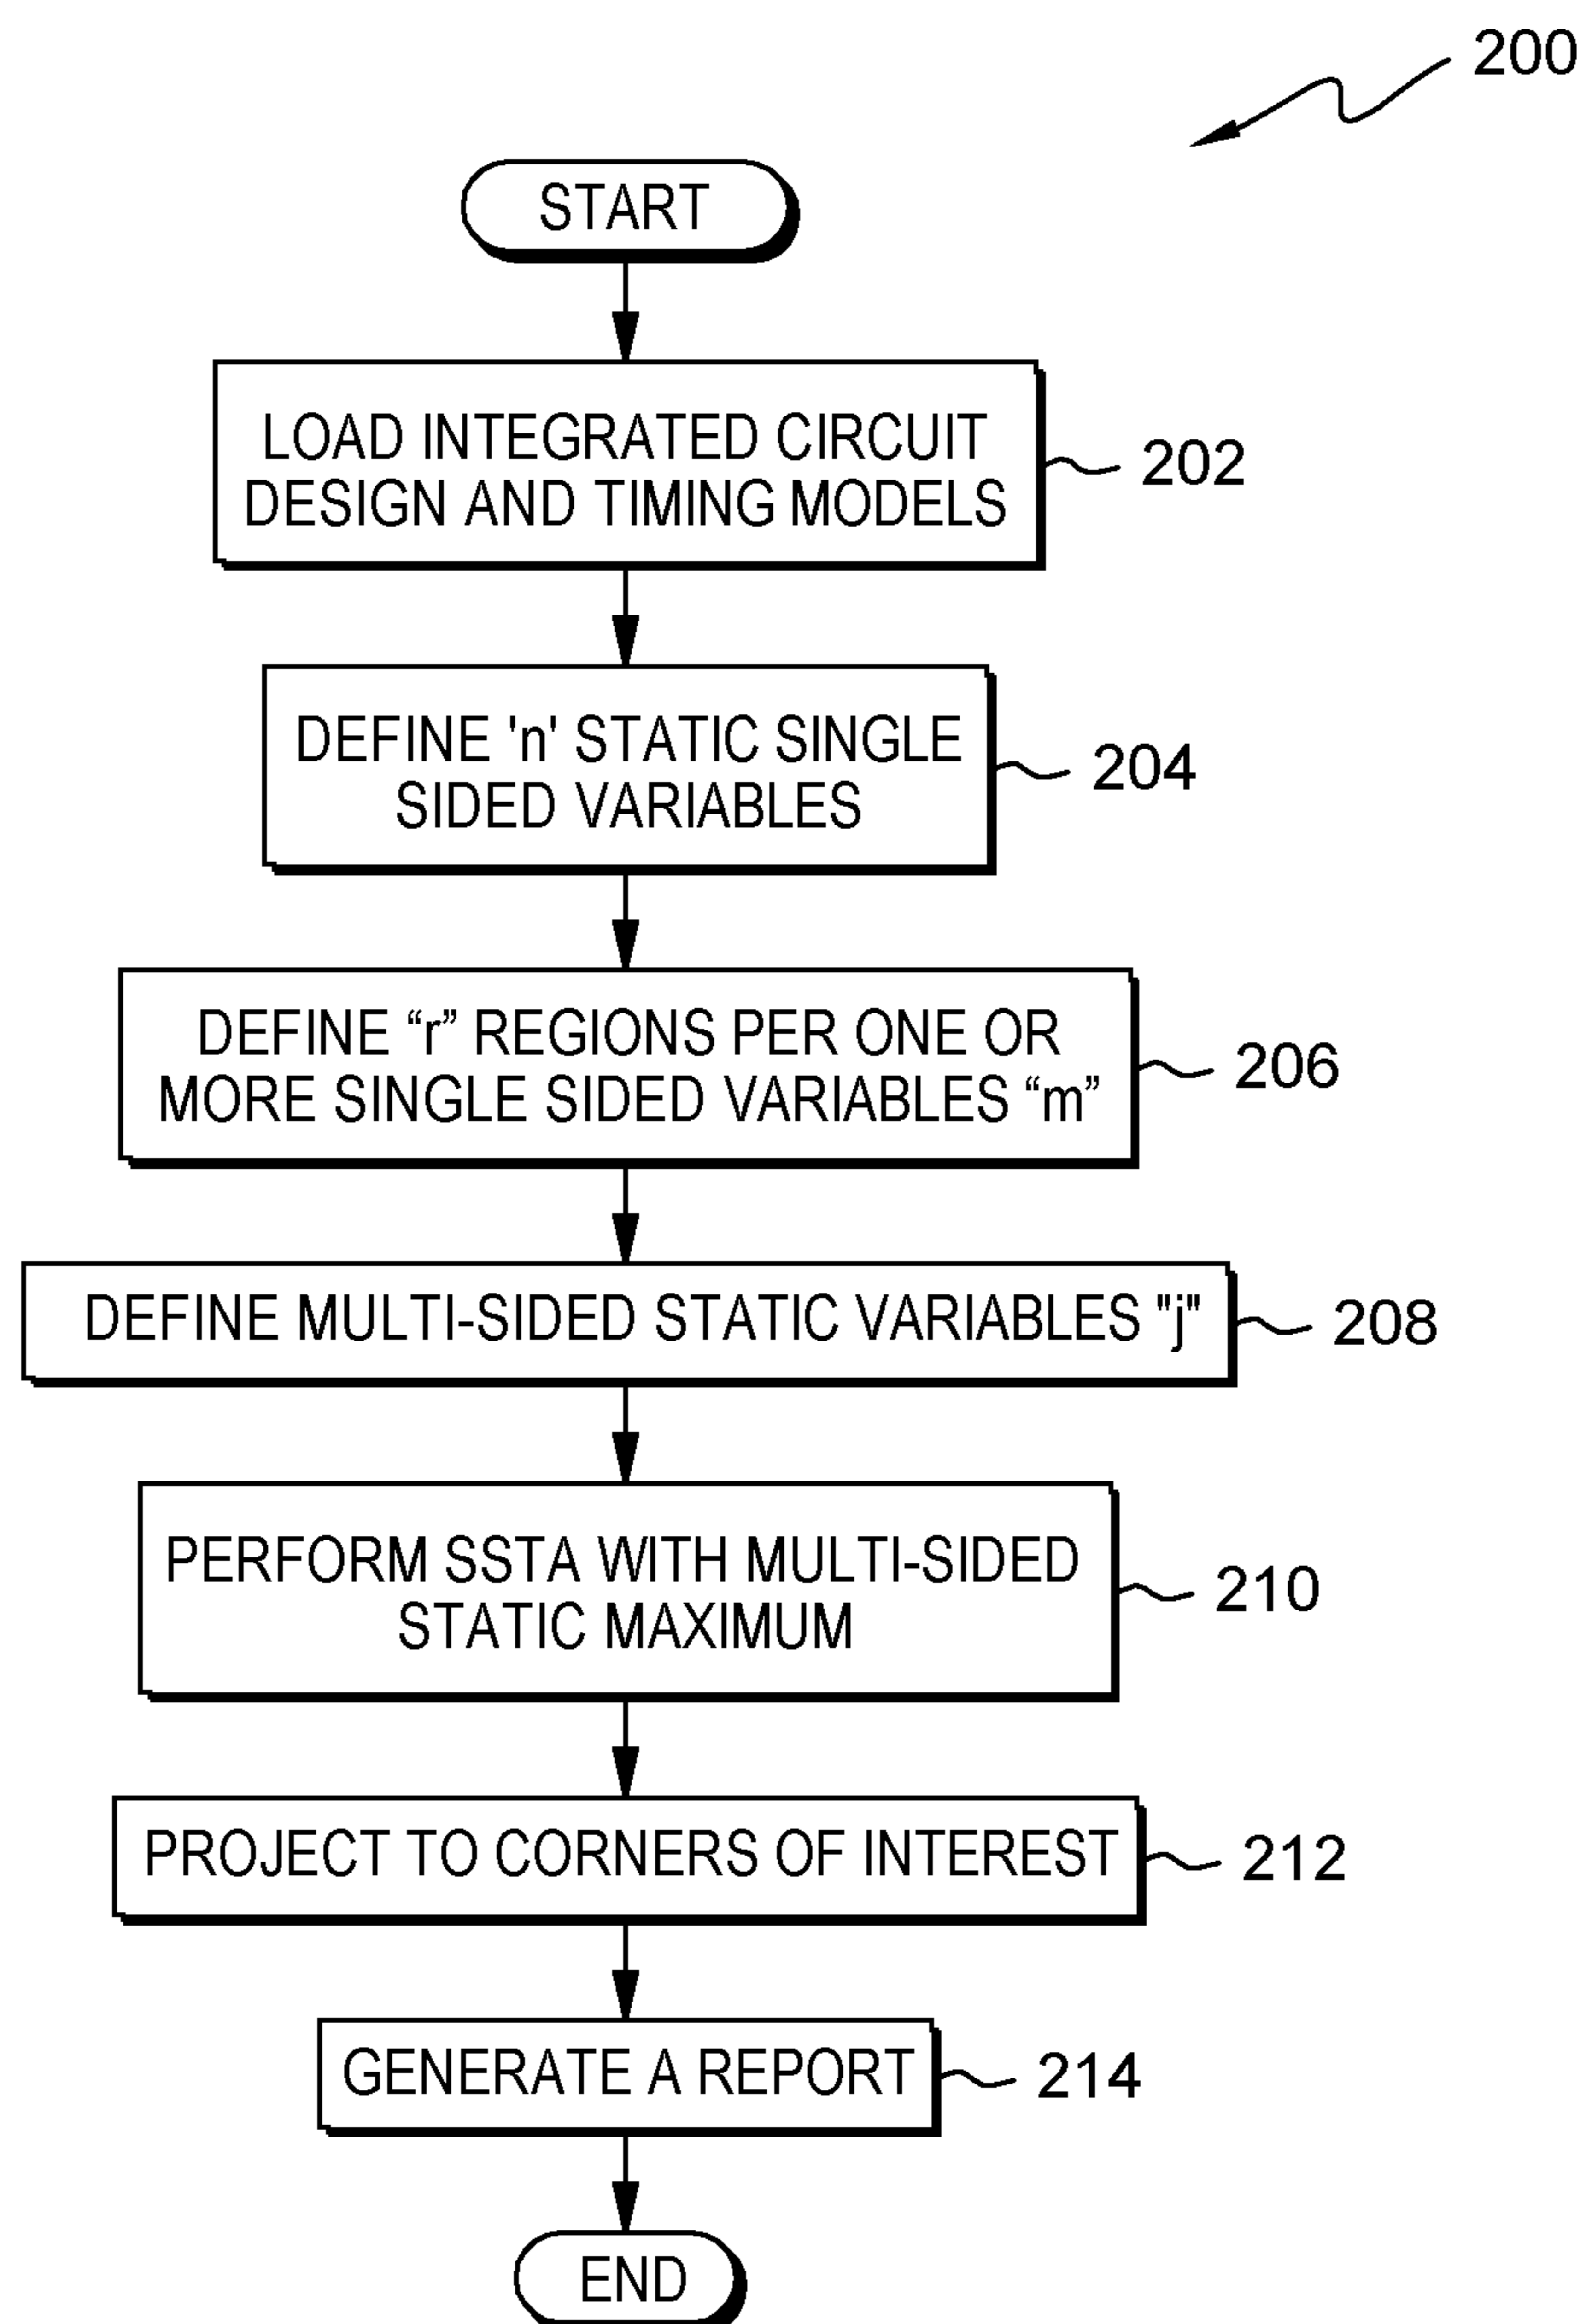 200
START
LOAD INTEGRATED CIRCUIT
DESIGN AND TIMING MODELS
202
DEFINE 'n' STATIC SINGLE
SIDED VARIABLES
204
DEFINE “r” REGIONS PER ONE OR
MORE SINGLE SIDED VARIABLES “m”
206
DEFINE MULTI-SIDED STATIC VARIABLES "j"
208
PERFORM SSTA WITH MULTI-SIDED
STATIC MAXIMUM
210
PROJECT TO CORNERS OF INTEREST
212
GENERATE A REPORT
214
END